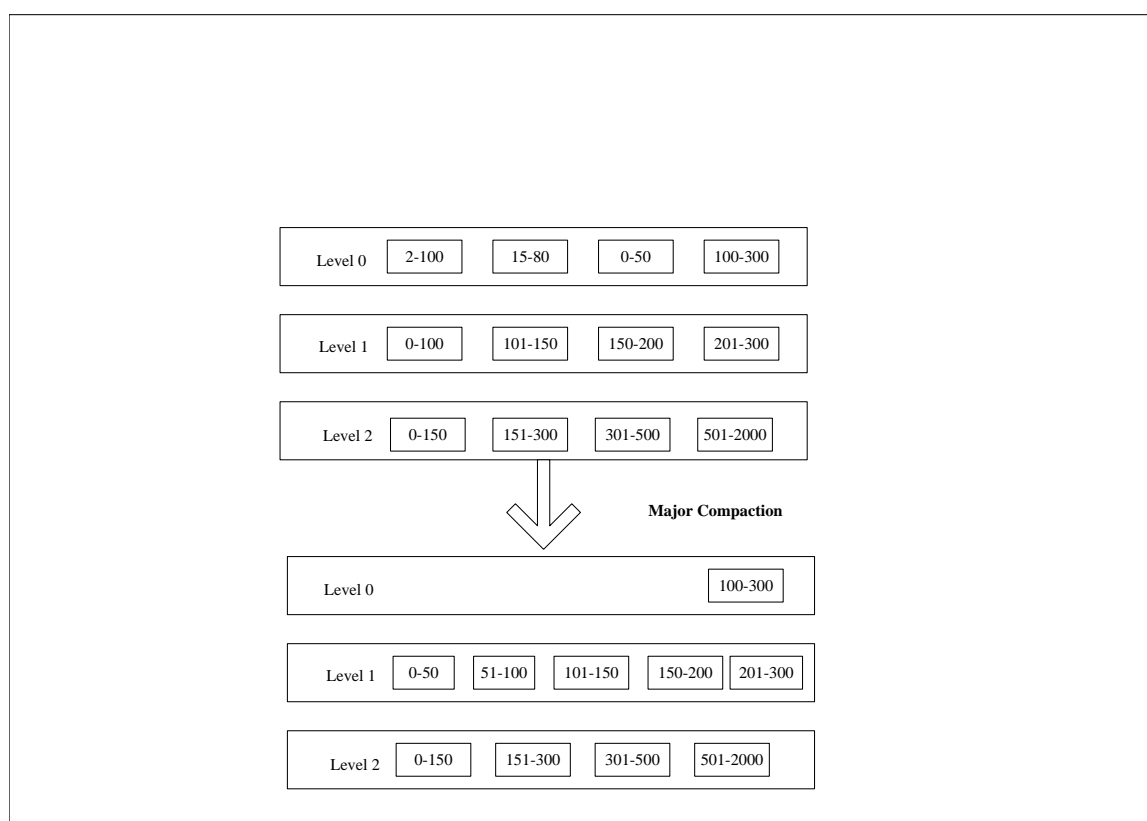 Level 0 2-100 15-80 0-50 100-300
Level 1 0-100 101-150 150-200 201-300
Level 2 0-150 151-300 301-500 501-2000
Major Compaction
Level 0 100-300
Level 1 0-50 51-100 101-150 150-200 201-300
Level 2 0-150 151-300 301-500 501-2000